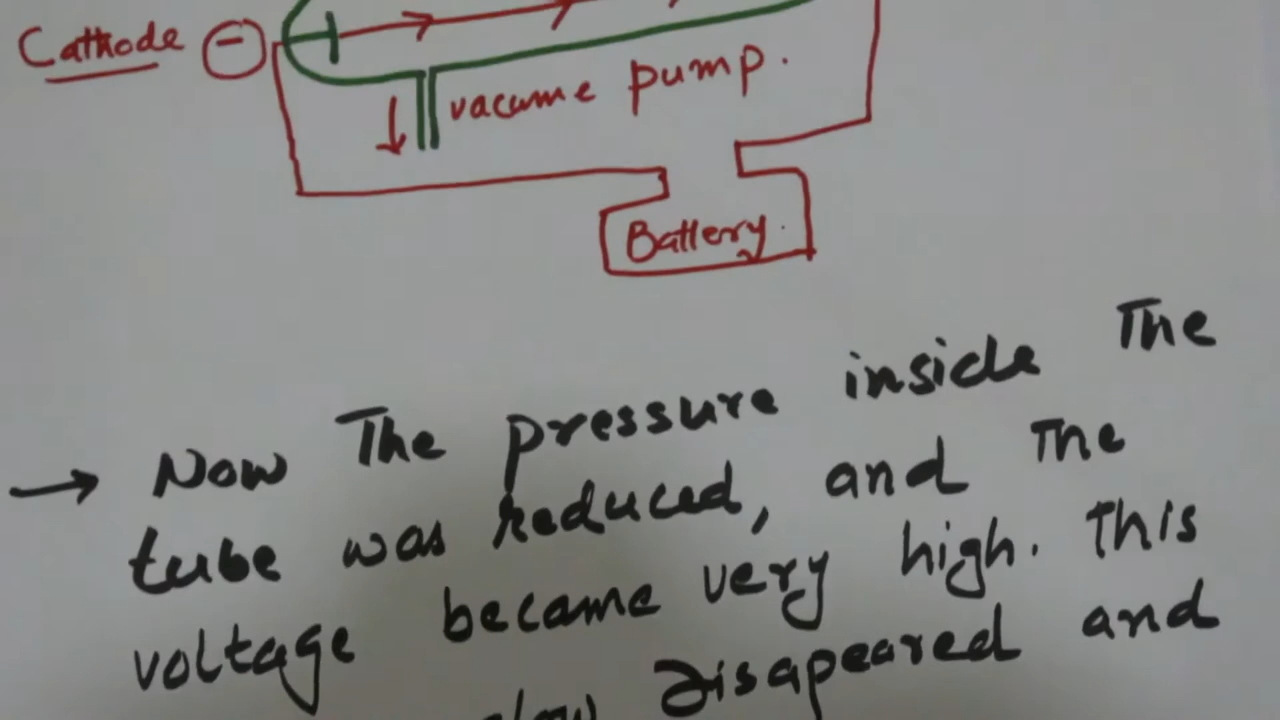 Cathode −
vacume pump.
Battery.
→ Now The pressure inside The
tube was reduced, and The
voltage became very high. This
disapeared and